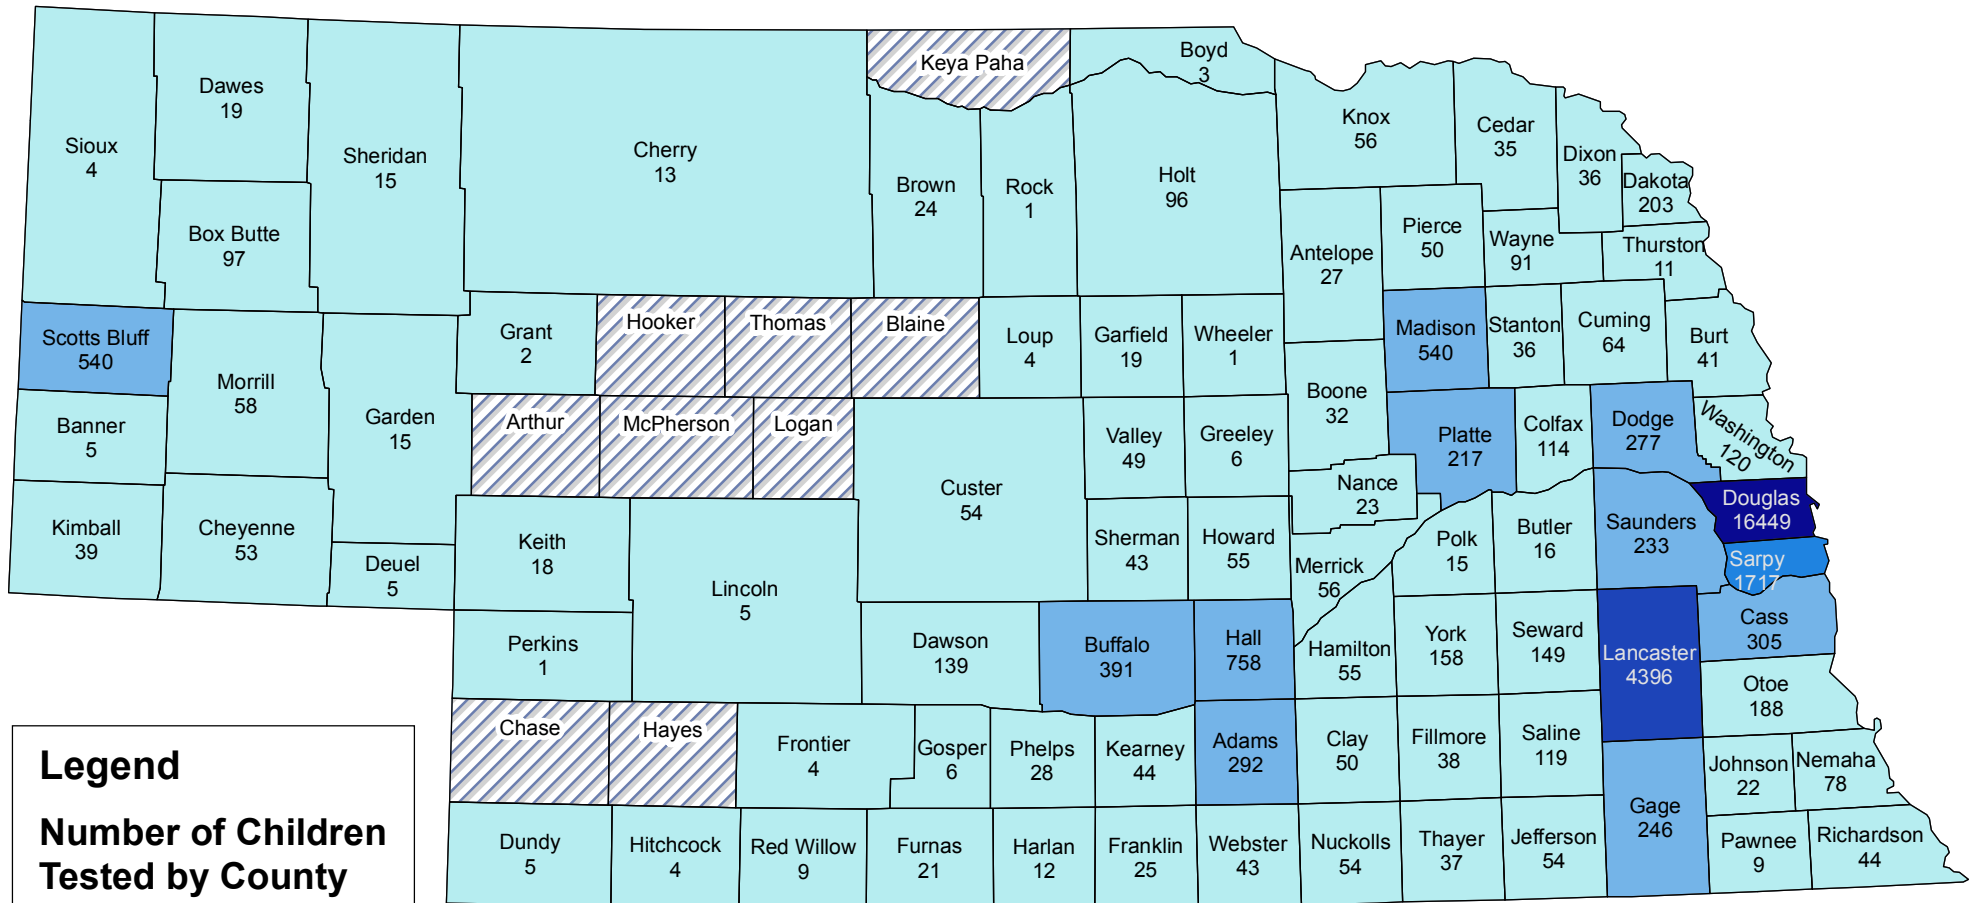 Keya Paha
Boyd
3
Dawes
19
Sioux
4
Sheridan
15
Cherry
13
Brown
24
Rock
1
Holt
96
Knox
56
Cedar
35
Dixon
36
Dakota
203
Box Butte
97
Antelope
27
Pierce
50
Wayne
91
Thurston
11
Scotts Bluff
540
Grant
2
Hooker
Thomas
Blaine
Loup
4
Garfield
19
Wheeler
1
Madison
540
Stanton
36
Cuming
64
Burt
41
Morrill
58
Garden
15
Boone
32
Banner
5
Arthur
McPherson
Logan
Custer
54
Valley
49
Greeley
6
Platte
217
Colfax
114
Dodge
277
Washington
120
Nance
23
Douglas
16449
Kimball
39
Cheyenne
53
Deuel
5
Keith
18
Lincoln
5
Sherman
43
Howard
55
Merrick
56
Polk
15
Butler
16
Saunders
233
Sarpy
1717
Perkins
1
Dawson
139
Buffalo
391
Hall
758
Hamilton
55
York
158
Seward
149
Lancaster
4396
Cass
305
Otoe
188
Chase
Hayes
Frontier
4
Gosper
6
Phelps
28
Kearney
44
Adams
292
Clay
50
Fillmore
38
Saline
119
Johnson
22
Nemaha
78
Gage
246
Dundy
5
Hitchcock
4
Red Willow
9
Furnas
21
Harlan
12
Franklin
25
Webster
43
Nuckolls
54
Thayer
37
Jefferson
54
Pawnee
9
Richardson
44
Legend
Number of Children
Tested by County